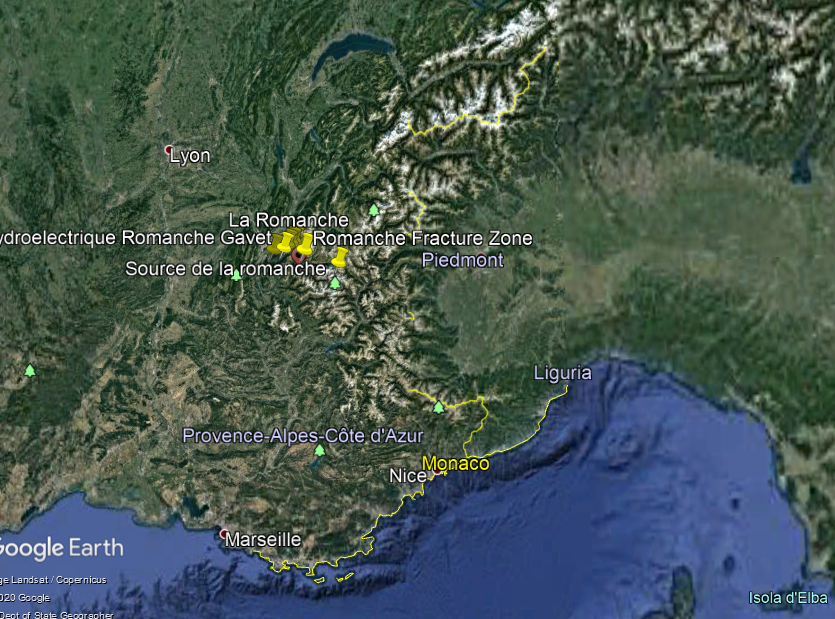 Lyon
La Romanche
ydroelectrique Romanche Gavet
Romanche Fracture Zone
Piedmont
Source de la romanche
Liguria
Provence-Alpes-Côte d'Azur
Monaco
Nice
Marseille
Google Earth
ge Landsat / Copernicus
020 Google
Dept of State Geographer
Isola d'Elba